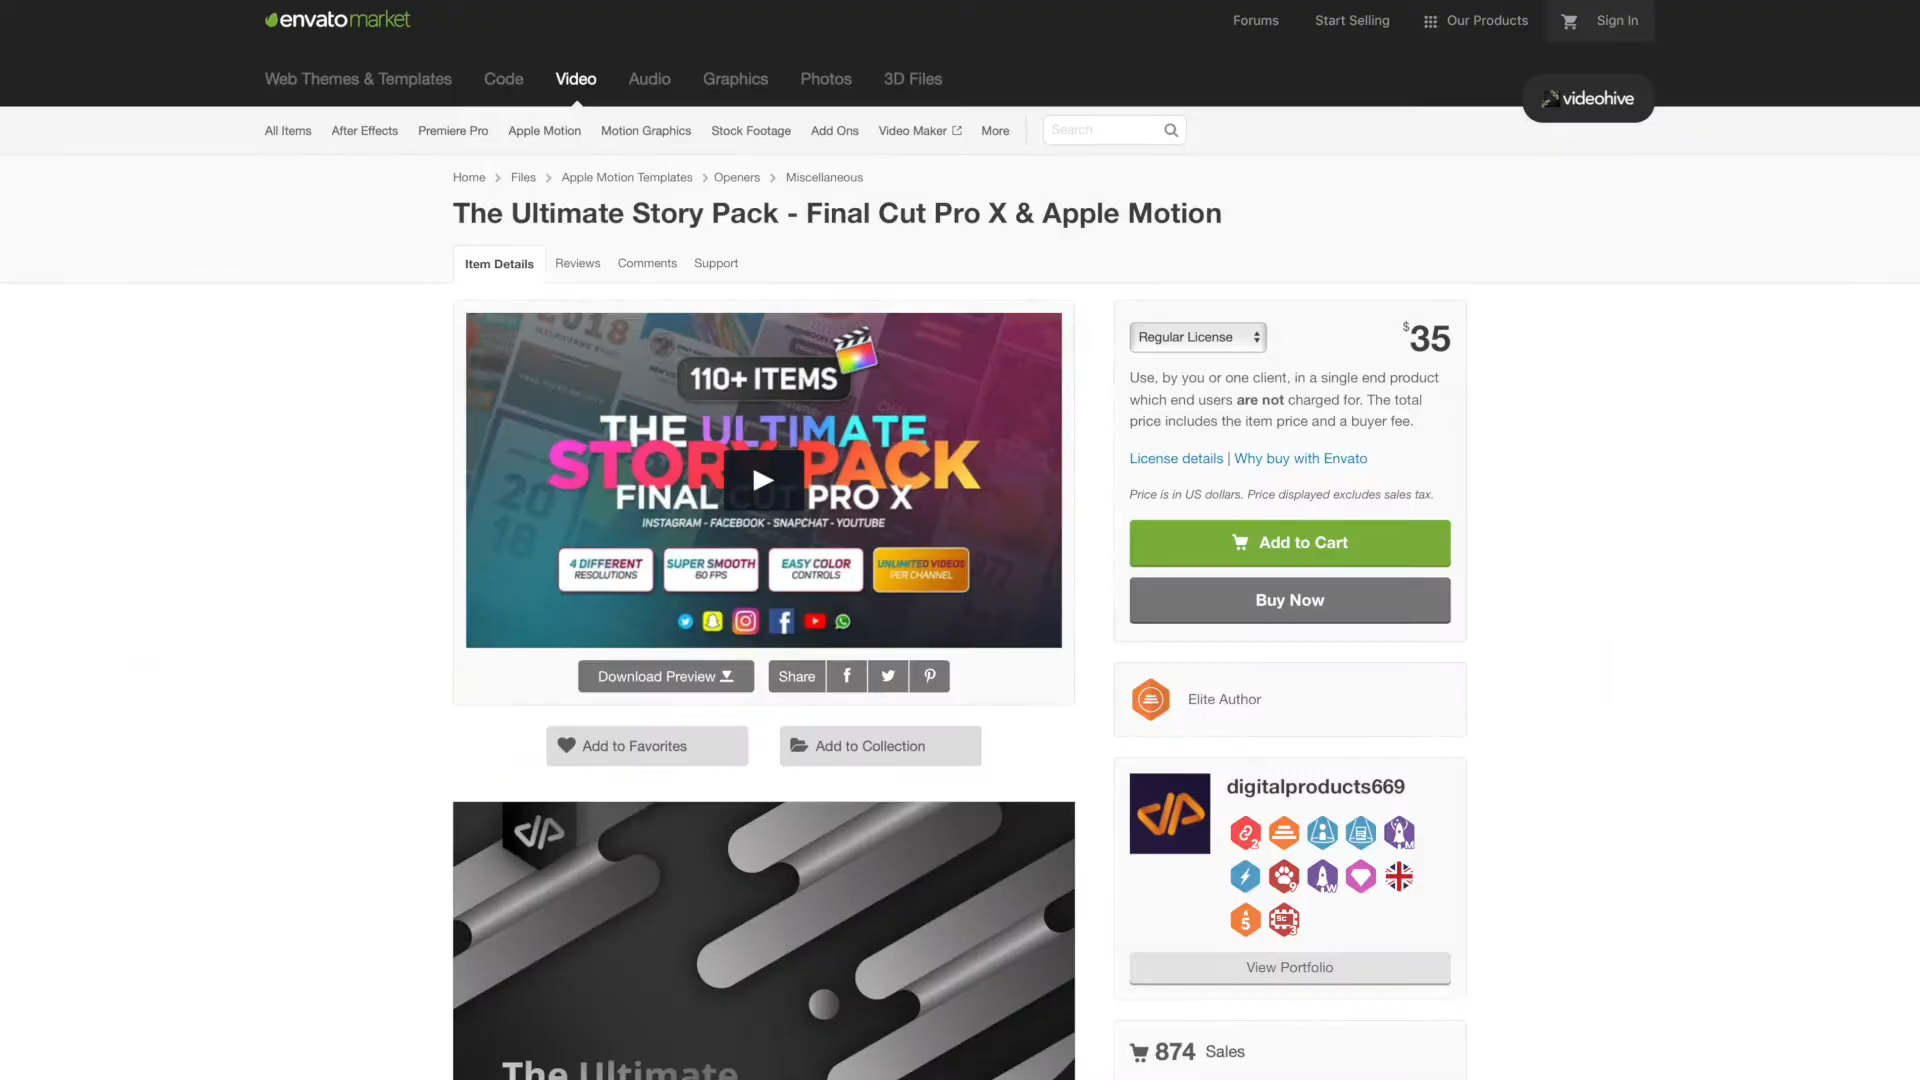 envatomarket
Forums Start Selling Our Products Sign In
Web Themes & Templates Code Video Audio Graphics Photos 3D Files
videohive
All Items After Effects Premiere Pro Apple Motion Motion Graphics Stock Footage Add Ons Video Maker More Search
Home Files Apple Motion Templates Openers Miscellaneous
The Ultimate Story Pack - Final Cut Pro X & Apple Motion
Item Details Reviews Comments Support
2018
110+ ITEMS
THE ULTIMATE
STORY PACK
FINAL CUT PRO X
INSTAGRAM - FACEBOOK - SNAPCHAT - YOUTUBE
2018
4 DIFFERENT
RESOLUTIONS
SUPER SMOOTH
60 FPS
EASY COLOR
CONTROLS
UNLIMITED VIDEOS
PER CHANNEL
Download Preview Share
Add to Favorites Add to Collection
The Ultimate
Regular License $35
Use, by you or one client, in a single end product
which end users are not charged for. The total
price includes the item price and a buyer fee.
License details | Why buy with Envato
Price is in US dollars. Price displayed excludes sales tax.
Add to Cart
Buy Now
Elite Author
digitalproducts669
2
M
9
W
5
Sc
3
View Portfolio
874 Sales